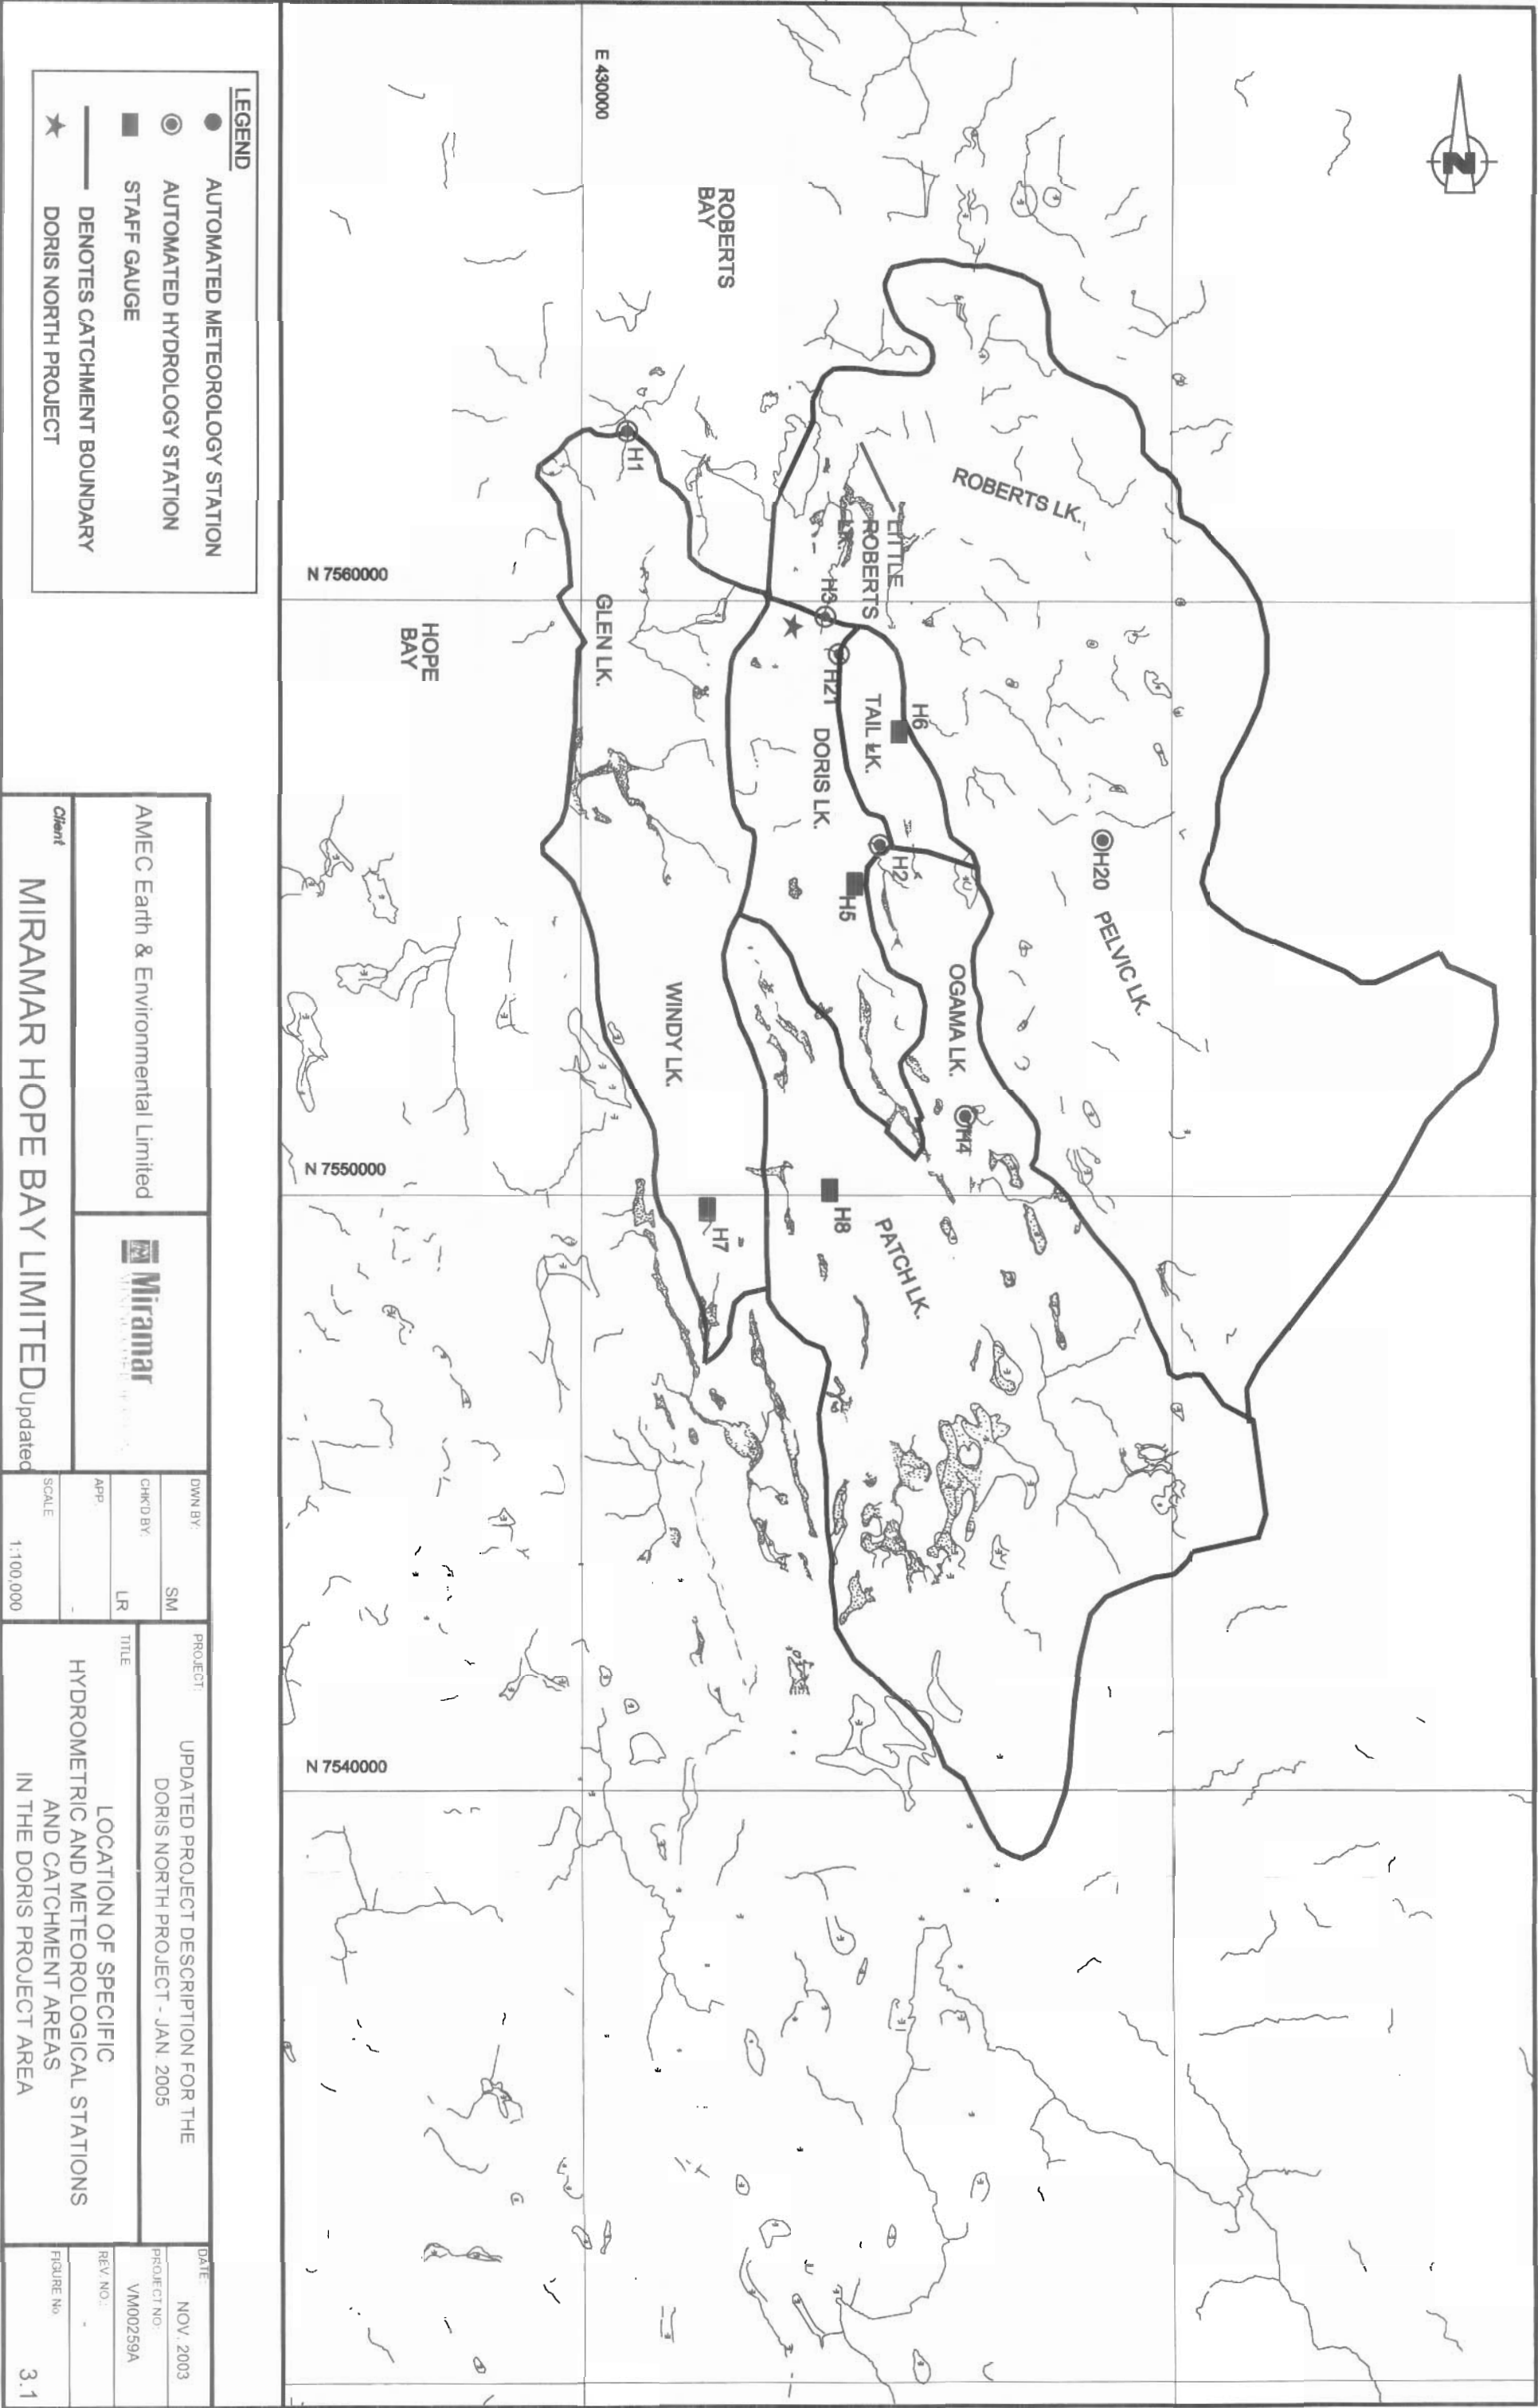 N
E 430000
ROBERTS
BAY
ROBERTS LK.
LITTLE
ROBERTS
LK.
H1
H3
H21
H6
TAIL LK.
DORIS LK.
H2
H5
H20
PELVIC LK.
OGAMA LK.
H4
N 7560000
GLEN LK.
HOPE
BAY
WINDY LK.
N 7550000
H8
H7
PATCH LK.
N 7540000
LEGEND
AUTOMATED METEOROLOGY STATION
AUTOMATED HYDROLOGY STATION
STAFF GAUGE
DENOTES CATCHMENT BOUNDARY
DORIS NORTH PROJECT
AMEC Earth & Environmental Limited
Miramar
Client
MIRAMAR HOPE BAY LIMITED
Updated
DWN BY:
SM
CHK'D BY:
LR
APP.
-
SCALE
1:100,000
PROJECT:
UPDATED PROJECT DESCRIPTION FOR THE
DORIS NORTH PROJECT - JAN. 2005
TITLE
LOCATION OF SPECIFIC
HYDROMETRIC AND METEOROLOGICAL STATIONS
AND CATCHMENT AREAS
IN THE DORIS PROJECT AREA
DATE:
NOV. 2003
PROJECT NO:
VM00259A
REV. NO.:
-
FIGURE No.
3.1